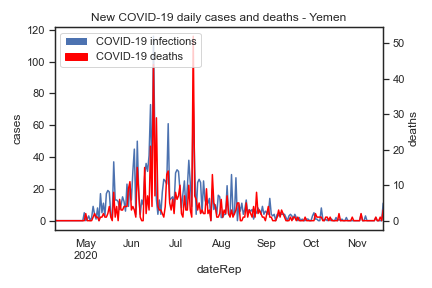 New COVID-19 daily cases and deaths - Yemen
COVID-19 infections
COVID-19 deaths
120
100
80
60
40
20
0
cases
50
40
30
20
10
0
deaths
May Jun Jul Aug Sep Oct Nov
2020
dateRep